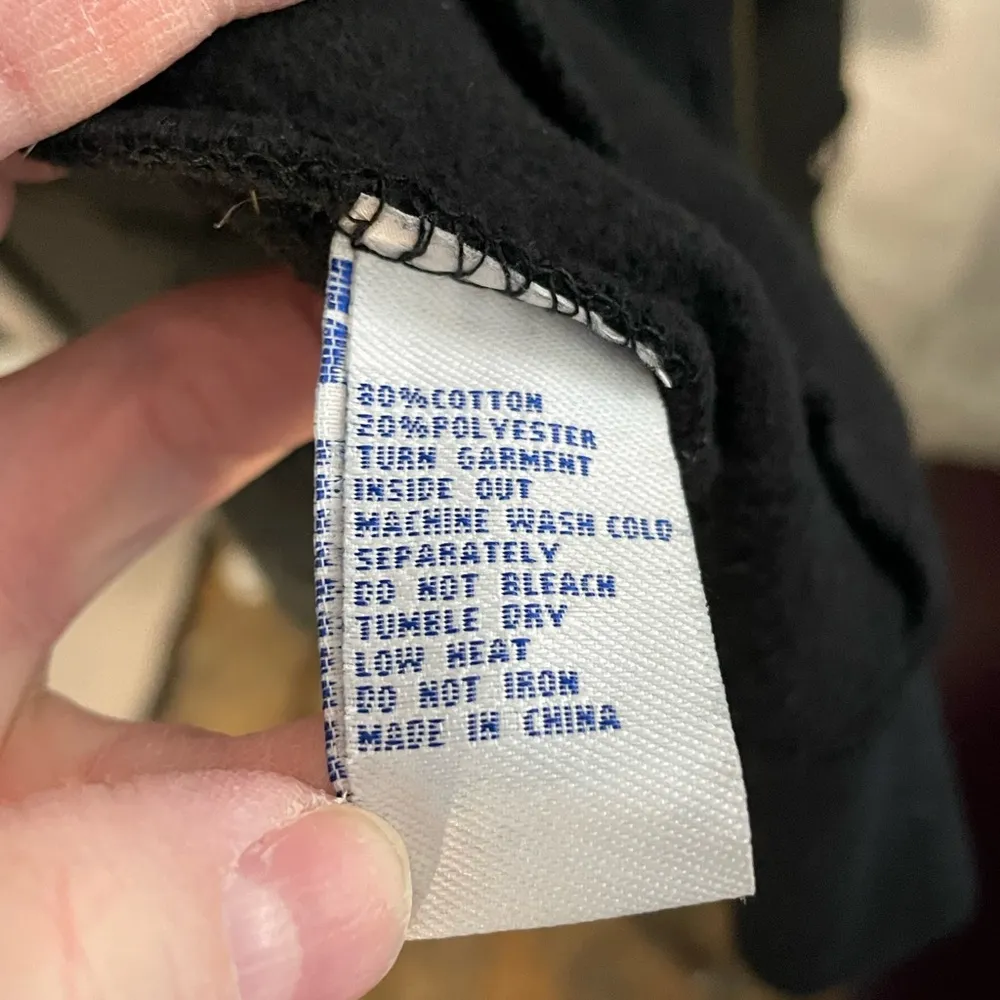 80%COTTON
20%POLYESTER
TURN GARMENT
INSIDE OUT
MACHINE WASH COLD
SEPARATELY
DO NOT BLEACH
TUMBLE DRY
LOW HEAT
DO NOT IRON
MADE IN CHINA